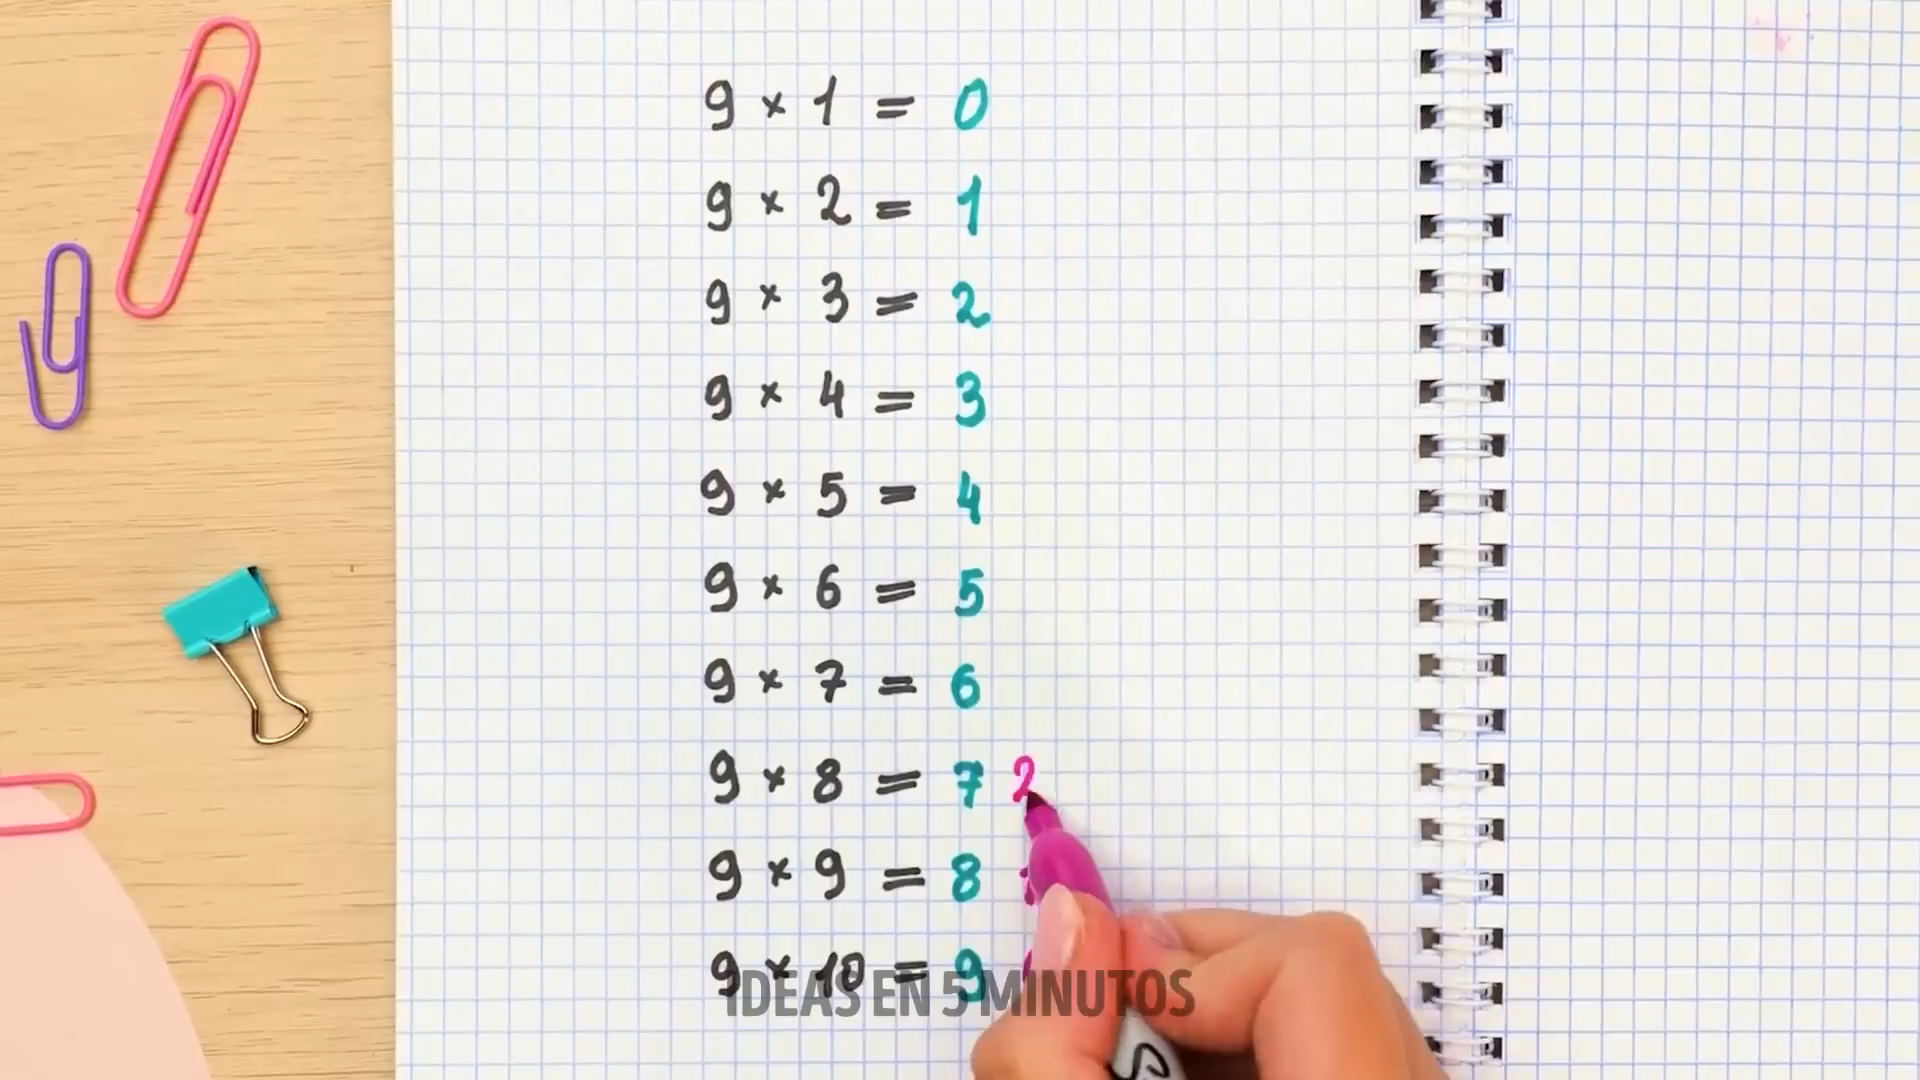 9 × 1 = 0
9 × 2 = 1
9 × 3 = 2
9 × 4 = 3
9 × 5 = 4
9 × 6 = 5
9 × 7 = 6
9 × 8 = 7 2
9 × 9 = 8
9 × 10 = 9
IDEAS EN 5 MINUTOS